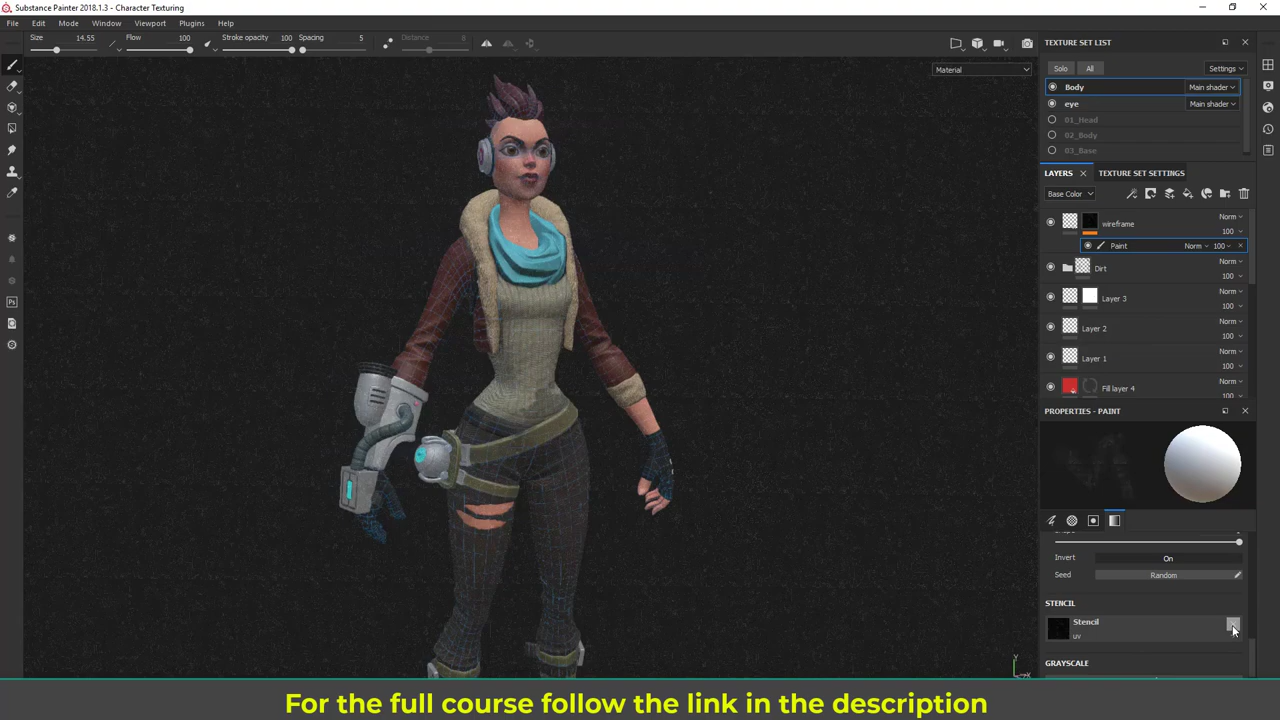 Substance Painter 2018.1.3 - Character Texturing
File Edit Mode Window Viewport Plugins Help
Size 14.55 Flow 100 Stroke opacity 100 Spacing 5 Distance 8
Material
TEXTURE SET LIST
Solo All Settings
Body Main shader
eye Main shader
01_Head
02_Body
03_Base
LAYERS TEXTURE SET SETTINGS
Base Color
wireframe Norm 100
Paint Norm 100
Dirt Norm 100
Layer 3 Norm 100
Layer 2 Norm 100
Layer 1 Norm 100
Fill layer 4 Norm 100
PROPERTIES - PAINT
Invert On
Seed Random
STENCIL
Stencil
uv
GRAYSCALE
Ps
Y
X
For the full course follow the link in the description